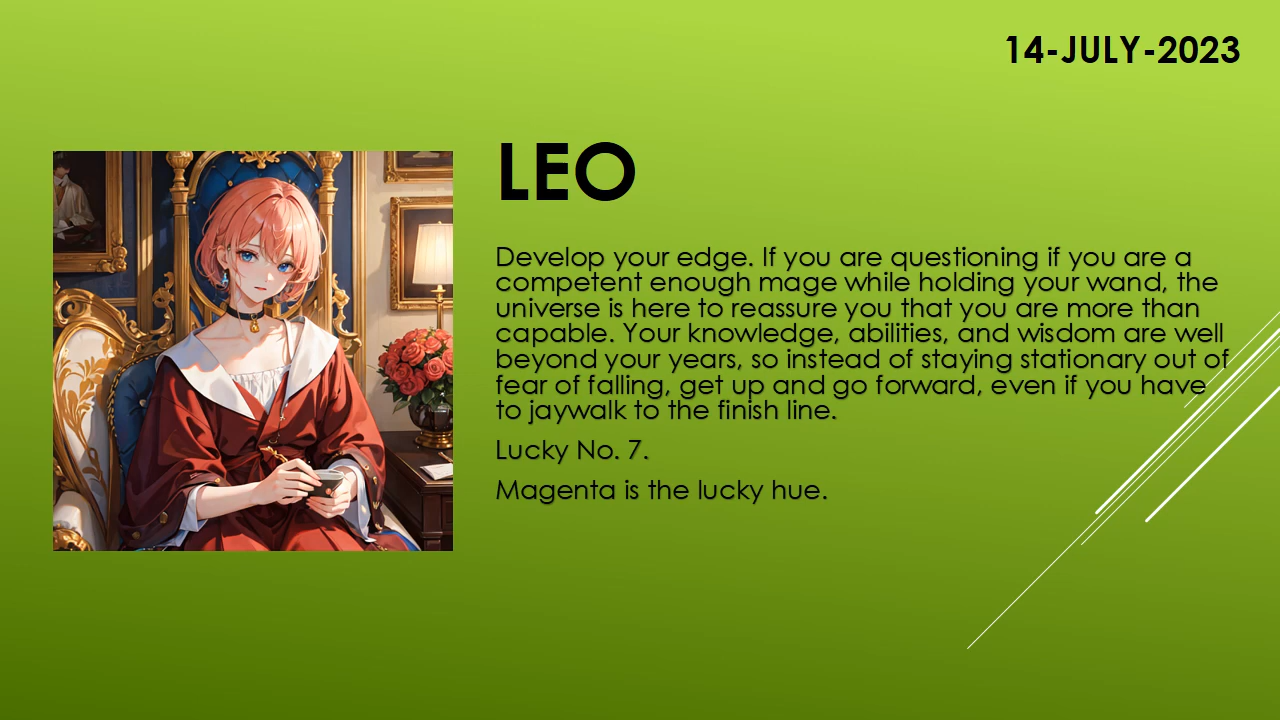 14-JULY-2023
LEO
Develop your edge. If you are questioning if you are a
competent enough mage while holding your wand, the
universe is here to reassure you that you are more than
capable. Your knowledge, abilities, and wisdom are well
beyond your years, so instead of staying stationary out of
fear of falling, get up and go forward, even if you have
to jaywalk to the finish line.
Lucky No. 7.
Magenta is the lucky hue.